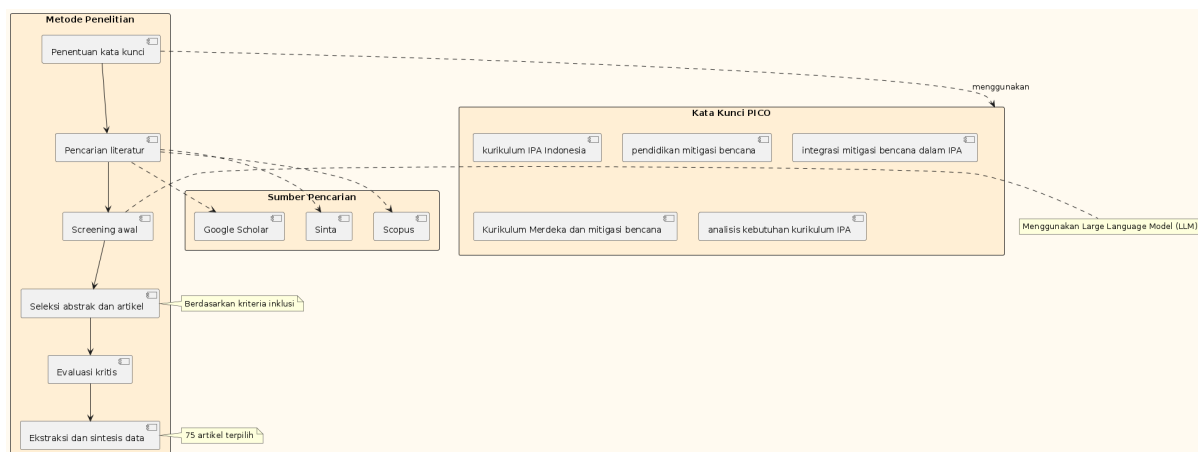 Metode Penelitian
Penentuan kata kunci
menggunakan
Kata Kunci PICO
kurikulum IPA Indonesia
pendidikan mitigasi bencana
integrasi mitigasi bencana dalam IPA
Kurikulum Merdeka dan mitigasi bencana
analisis kebutuhan kurikulum IPA
Pencarian literatur
Sumber Pencarian
Google Scholar
Sinta
Scopus
Screening awal
Menggunakan Large Language Model (LLM)
Seleksi abstrak dan artikel
Berdasarkan kriteria inklusi
Evaluasi kritis
Ekstraksi dan sintesis data
75 artikel terpilih